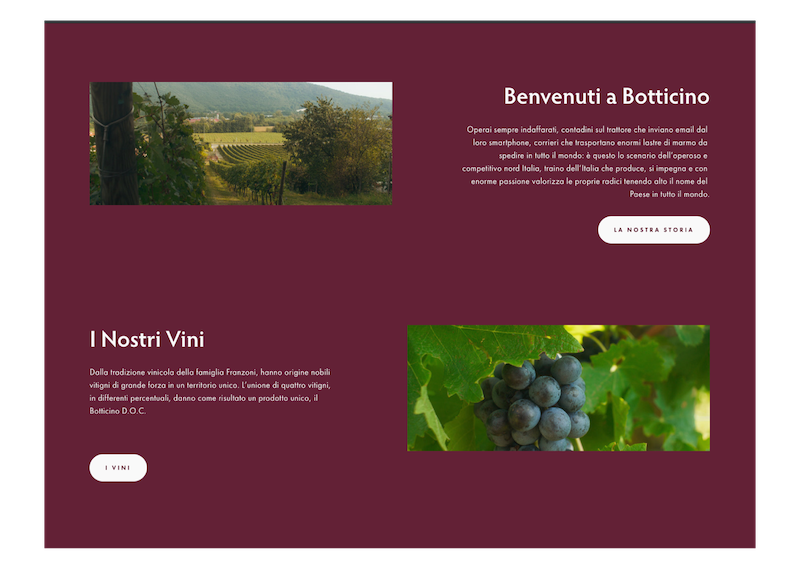 Benvenuti a Botticino
Operai sempre indaffarati, contadini sul trattore che inviano email dal
loro smartphone, corrieri che trasportano enormi lastre di marmo da
spedire in tutto il mondo: è questo lo scenario dell'operoso e
competitivo nord Italia, traino dell'Italia che produce, si impegna e con
enorme passione valorizza le proprie radici tenendo alto il nome del
Paese in tutto il mondo.
LA NOSTRA STORIA
I Nostri Vini
Dalla tradizione vinicola della famiglia Franzoni, hanno origine nobili
vitigni di grande forza in un territorio unico. L'unione di quattro vitigni,
in differenti percentuali, danno come risultato un prodotto unico, il
Botticino D.O.C.
I VINI